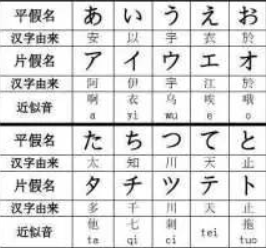 平假名 あ い う え お
汉字由来 安 以 宇 衣 於
片假名 ア イ ウ エ オ
汉字由来 阿 伊 宇 江 於
近似音 啊 衣 乌 唉 哦
a yi wu e o
平假名 た ち つ て と
汉字由来 太 知 川 天 止
片假名 タ チ ツ テ ト
汉字由来 多 千 川 天 止
近似音 他 七 刺 tei 拖
ta qi ci tuo